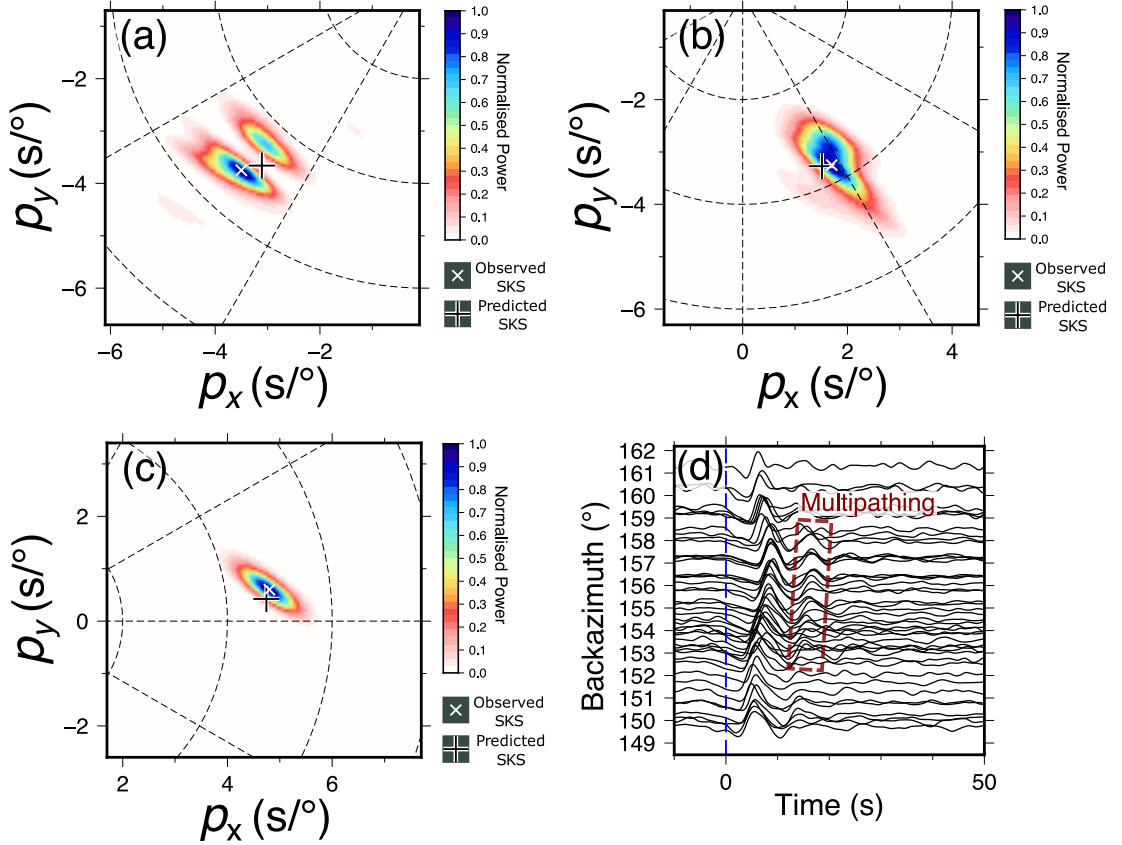 (a)
p_y (s/°)
−2
−4
−6
−6
−4
−2
p_x (s/°)
1.0
0.9
0.8
0.7
0.6
0.5
0.4
0.3
0.2
0.1
0.0
Normalised Power
Observed
SKS
Predicted
SKS
(b)
p_y (s/°)
−2
−4
−6
0
2
4
p_x (s/°)
1.0
0.9
0.8
0.7
0.6
0.5
0.4
0.3
0.2
0.1
0.0
Normalised Power
Observed
SKS
Predicted
SKS
(c)
p_y (s/°)
2
0
−2
2
4
6
p_x (s/°)
1.0
0.9
0.8
0.7
0.6
0.5
0.4
0.3
0.2
0.1
0.0
Normalised Power
Observed
SKS
Predicted
SKS
(d)
Multipathing
Backazimuth (°)
162
161
160
159
158
157
156
155
154
153
152
151
150
149
0
50
Time (s)